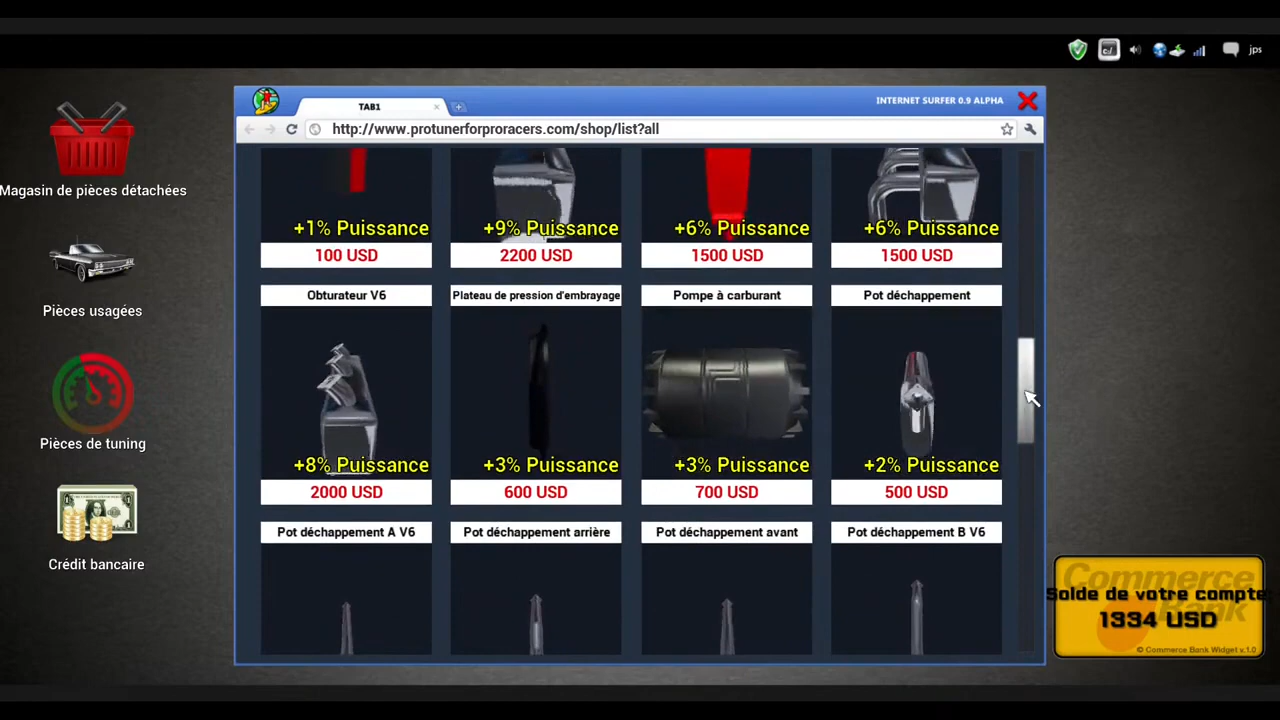 jps
TAB1
INTERNET SURFER 0.9 ALPHA
http://www.protunerforproracers.com/shop/list?all
Magasin de pièces détachées
Pièces usagées
Pièces de tuning
Crédit bancaire
+1% Puissance
+9% Puissance
+6% Puissance
+6% Puissance
100 USD
2200 USD
1500 USD
1500 USD
Obturateur V6
Plateau de pression d'embrayage
Pompe à carburant
Pot déchappement
+8% Puissance
+3% Puissance
+3% Puissance
+2% Puissance
2000 USD
600 USD
700 USD
500 USD
Pot déchappement A V6
Pot déchappement arrière
Pot déchappement avant
Pot déchappement B V6
Commerce
Bank
Solde de votre compte:
1334 USD
© Commerce Bank Widget v.1.0